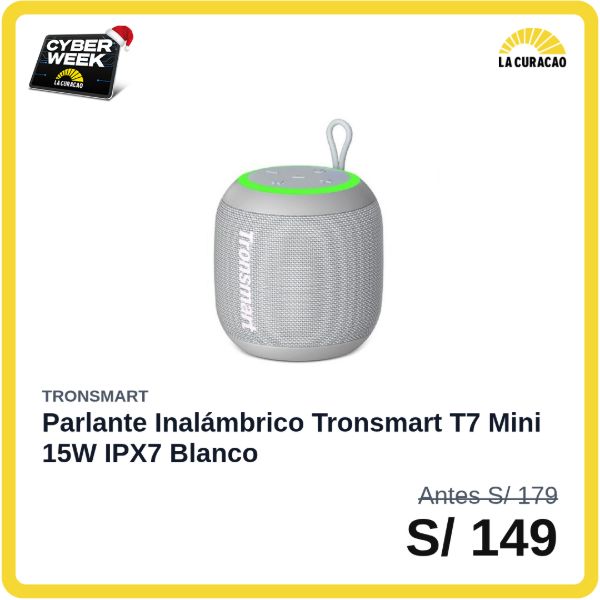 CYBER
WEEK
LA CURACAO
LA CURACAO
Tronsmart
TRONSMART
Parlante Inalámbrico Tronsmart T7 Mini
15W IPX7 Blanco
Antes S/ 179
S/ 149